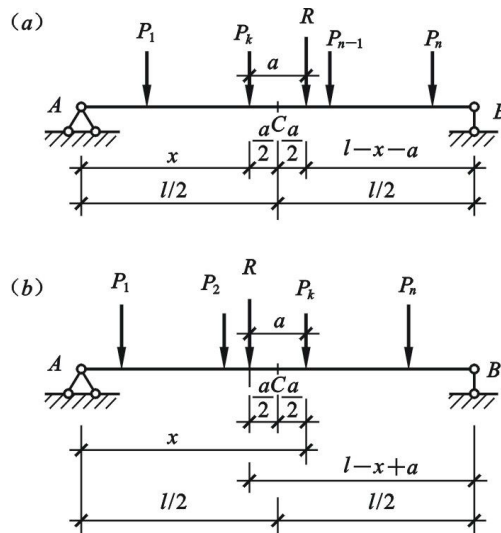 (a)
P₁ Pₖ R Pₙ₋₁ Pₙ
a
A
a/2 C a/2
x l−x−a
l/2 l/2
(b)
P₁ P₂ R Pₖ Pₙ
a
A B
a/2 C a/2
x
l−x+a
l/2 l/2